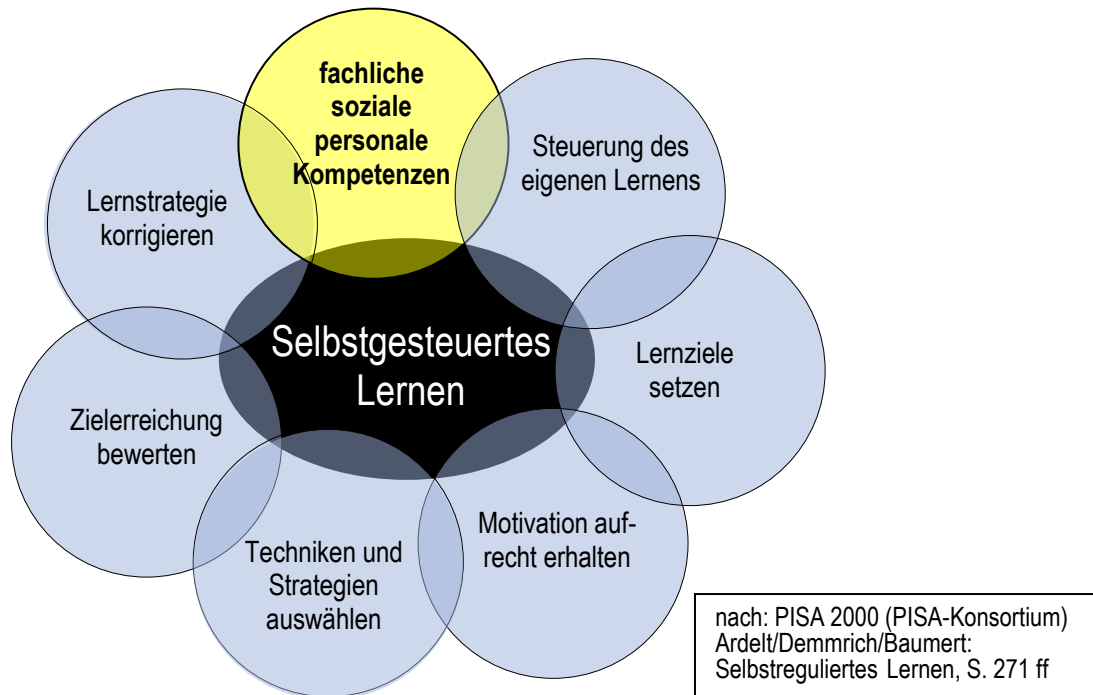 fachliche
soziale
personale
Kompetenzen
Steuerung des
eigenen Lernens
Lernziele
setzen
Motivation auf-
recht erhalten
Techniken und
Strategien
auswählen
Zielerreichung
bewerten
Lernstrategie
korrigieren
Selbstgesteuertes
Lernen
nach: PISA 2000 (PISA-Konsortium)
Ardelt/Demmrich/Baumert:
Selbstreguliertes Lernen, S. 271 ff